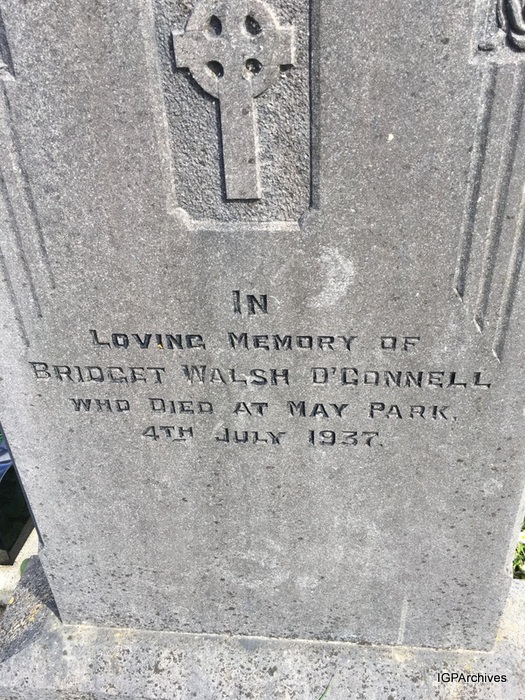 IN
LOVING MEMORY OF
BRIDGET WALSH O'CONNELL
WHO DIED AT MAY PARK,
4TH JULY 1937.
IGPArchives